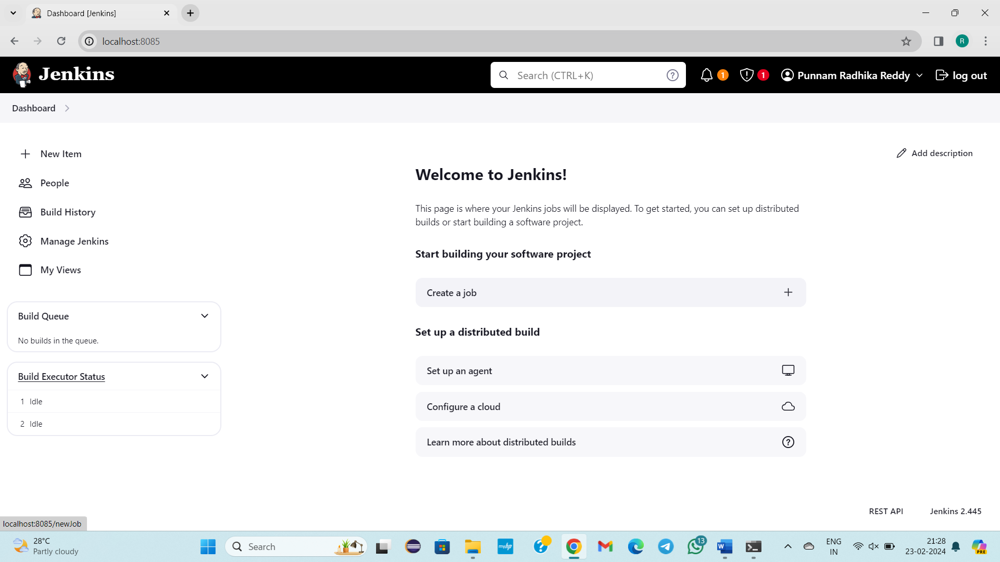 Dashboard [Jenkins]
localhost:8085
R
Jenkins
Search (CTRL+K)
1
1
Punnam Radhika Reddy
log out
Dashboard
New Item
People
Build History
Manage Jenkins
My Views
Build Queue
No builds in the queue.
Build Executor Status
1 Idle
2 Idle
Add description
Welcome to Jenkins!
This page is where your Jenkins jobs will be displayed. To get started, you can set up distributed
builds or start building a software project.
Start building your software project
Create a job
Set up a distributed build
Set up an agent
Configure a cloud
Learn more about distributed builds
REST API
Jenkins 2.445
localhost:8085/newJob
28°C
Partly cloudy
Search
myhp
13
W
ENG
IN
21:28
23-02-2024
PRE